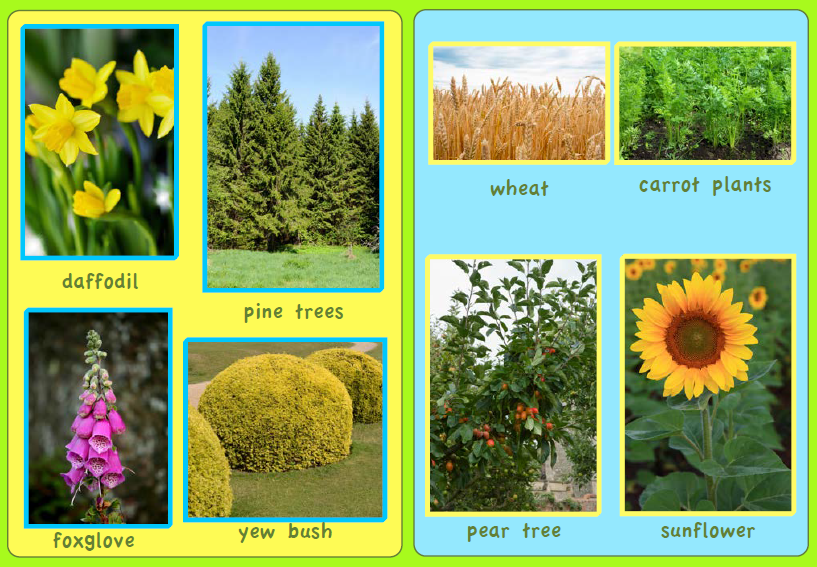 daffodil
pine trees
foxglove
yew bush
wheat
carrot plants
pear tree
sunflower